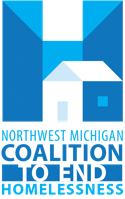 NORTHWEST MICHIGAN
COALITION
TO END
HOMELESSNESS